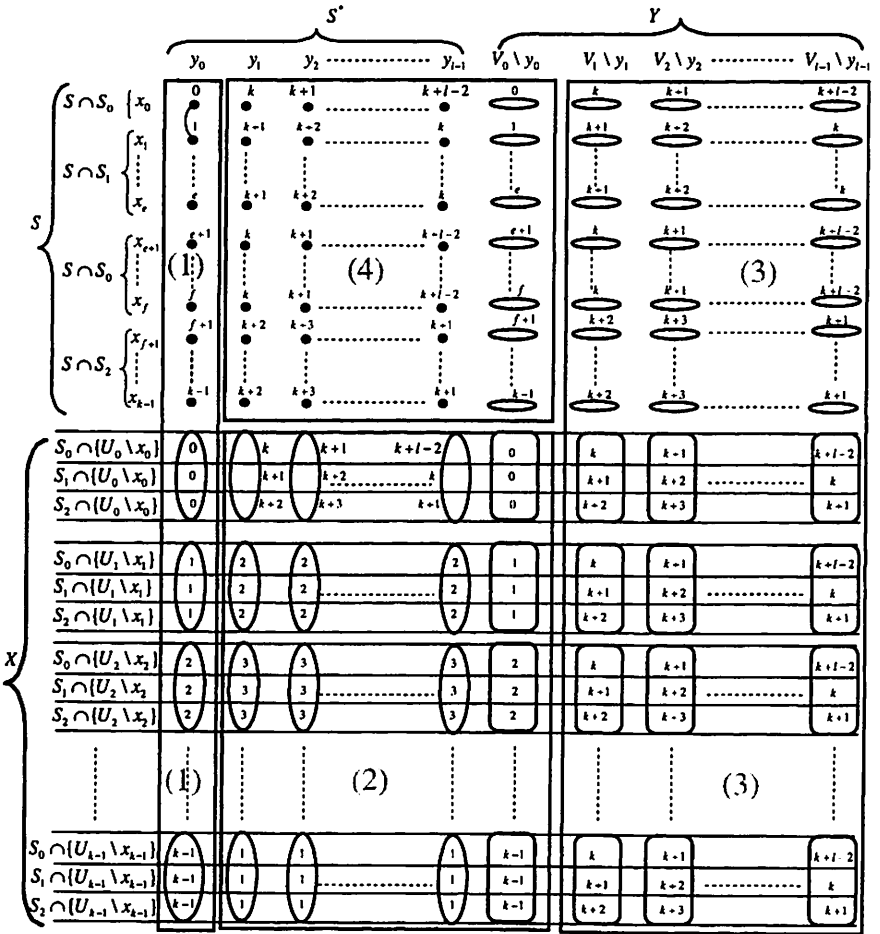 S* Y
y₀ y₁ y₂ ............ yₗ₋₁ V₀ \ y₀ V₁ \ y₁ V₂ \ y₂ ............ Vₗ₋₁ \ yₗ₋₁
S
S∩S₀ { x₀ 0 k k+1 k+l-2 0 k k+1 k+l-2
S∩S₁ { x₁ 1 k+1 k+2 k 1 k+1 k+2 k
xₑ e k+1 k+2 k e k+1 k+2 k
S∩S₀ { xₑ₊₁ e+1 k k+1 k+l-2 e+1 k k+1 k+l-2
(1) (4) (3)
x_f f k k+1 k+l-2 f k k+1 k+l-2
S∩S₂ { x_{f+1} f+1 k+2 k+3 k+1 f+1 k+2 k+3 k+1
x_{k-1} k-1 k+2 k+3 k+1 k-1 k+2 k+3 k+1
X
S₀∩{U₀\x₀} 0 k k+1 k+l-2 0 k k+1 k+l-2
S₁∩{U₀\x₀} 0 k+1 k+2 k 0 k+1 k+2 k
S₂∩{U₀\x₀} 0 k+2 k+3 k+1 0 k+2 k+3 k+1
S₀∩{U₁\x₁} 1 2 2 2 1 k k+1 k+l-2
S₁∩{U₁\x₁} 1 2 2 2 1 k+1 k+2 k
S₂∩{U₁\x₁} 1 2 2 2 1 k+2 k+3 k+1
S₀∩{U₂\x₂} 2 3 3 3 2 k k+1 k+l-2
S₁∩{U₂\x₂ 2 3 3 3 2 k+1 k+2 k
S₂∩{U₂\x₂} 2 3 3 3 2 k+2 k+3 k+1
(1) (2) (3)
S₀∩{U_{k-1}\x_{k-1}} k-1 1 1 1 k-1 k k+1 k+l-2
S₁∩{U_{k-1}\x_{k-1}} k-1 1 1 1 k-1 k+1 k+2 k
S₂∩{U_{k-1}\x_{k-1}} k-1 1 1 1 k-1 k+2 k+3 k+1